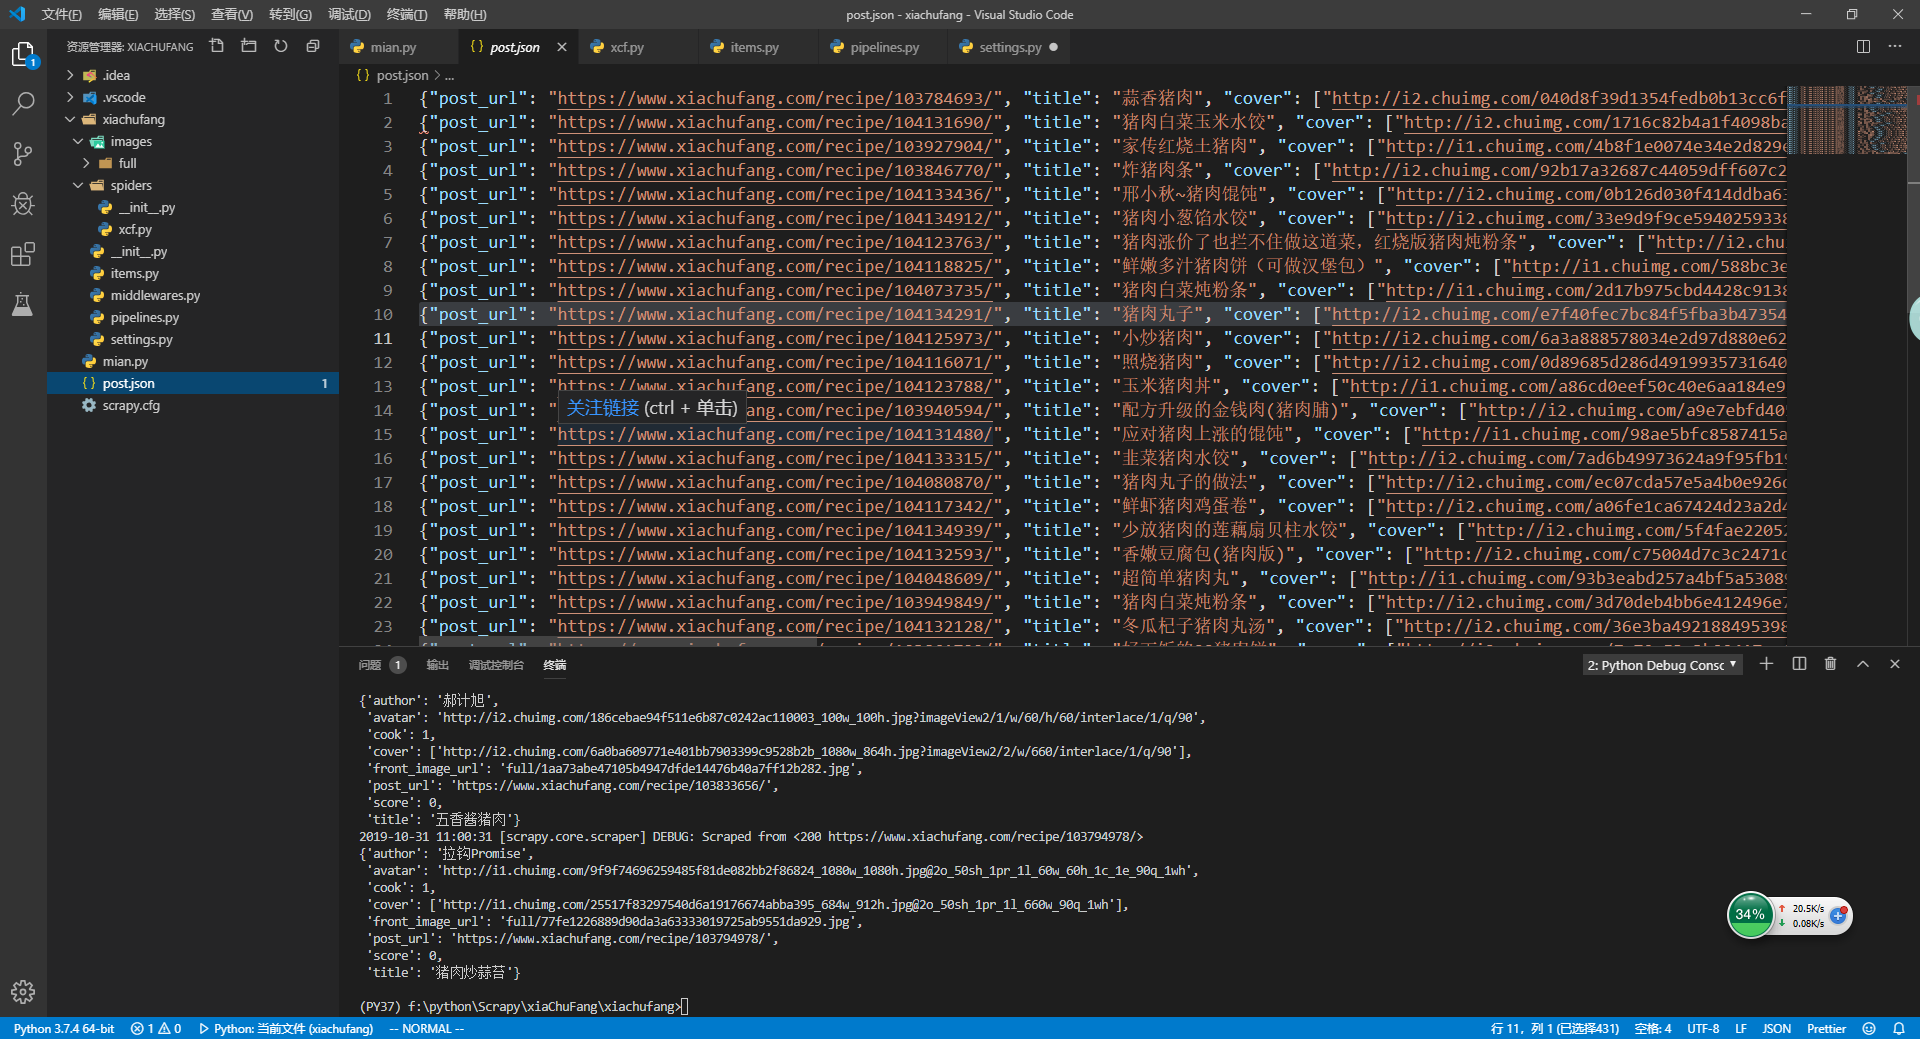 文件(F) 编辑(E) 选择(S) 查看(V) 转到(G) 调试(D) 终端(T) 帮助(H)
post.json - xiachufang - Visual Studio Code
资源管理器: XIACHUFANG
mian.py
post.json
xcf.py
items.py
pipelines.py
settings.py
1
.idea
.vscode
xiachufang
images
full
spiders
__init__.py
xcf.py
__init__.py
items.py
middlewares.py
pipelines.py
settings.py
mian.py
post.json 1
scrapy.cfg
post.json > ...
1 {"post_url": "https://www.xiachufang.com/recipe/103784693/", "title": "蒜香猪肉", "cover": ["http://i2.chuimg.com/040d8f39d1354fedb0b13cc6f
2 {"post_url": "https://www.xiachufang.com/recipe/104131690/", "title": "猪肉白菜玉米水饺", "cover": ["http://i2.chuimg.com/1716c82b4a1f4098ba
3 {"post_url": "https://www.xiachufang.com/recipe/103927904/", "title": "家传红烧土猪肉", "cover": ["http://i1.chuimg.com/4b8f1e0074e34e2d829c
4 {"post_url": "https://www.xiachufang.com/recipe/103846770/", "title": "炸猪肉条", "cover": ["http://i2.chuimg.com/92b17a32687c44059dff607c2
5 {"post_url": "https://www.xiachufang.com/recipe/104133436/", "title": "邢小秋~猪肉馄饨", "cover": ["http://i2.chuimg.com/0b126d030f414ddba63
6 {"post_url": "https://www.xiachufang.com/recipe/104134912/", "title": "猪肉小葱馅水饺", "cover": ["http://i2.chuimg.com/33e9d9f9ce5940259338
7 {"post_url": "https://www.xiachufang.com/recipe/104123763/", "title": "猪肉涨价了也拦不住做这道菜，红烧版猪肉炖粉条", "cover": ["http://i2.chu
8 {"post_url": "https://www.xiachufang.com/recipe/104118825/", "title": "鲜嫩多汁猪肉饼（可做汉堡包）", "cover": ["http://i1.chuimg.com/588bc3e
9 {"post_url": "https://www.xiachufang.com/recipe/104073735/", "title": "猪肉白菜炖粉条", "cover": ["http://i1.chuimg.com/2d17b975cbd4428c9138
10 {"post_url": "https://www.xiachufang.com/recipe/104134291/", "title": "猪肉丸子", "cover": ["http://i2.chuimg.com/e7f40fec7bc84f5fba3b47354
11 {"post_url": "https://www.xiachufang.com/recipe/104125973/", "title": "小炒猪肉", "cover": ["http://i2.chuimg.com/6a3a888578034e2d97d880e62
12 {"post_url": "https://www.xiachufang.com/recipe/104116071/", "title": "照烧猪肉", "cover": ["http://i2.chuimg.com/0d89685d286d4919935731640
13 {"post_url": "https://www.xiachufang.com/recipe/104123788/", "title": "玉米猪肉丼", "cover": ["http://i1.chuimg.com/a86cd0eef50c40e6aa184e9
14 {"post_url": " ang.com/recipe/103940594/", "title": "配方升级的金钱肉(猪肉脯)", "cover": ["http://i2.chuimg.com/a9e7ebfd40
关注链接 (ctrl + 单击)
15 {"post_url": "https://www.xiachufang.com/recipe/104131480/", "title": "应对猪肉上涨的馄饨", "cover": ["http://i1.chuimg.com/98ae5bfc8587415a
16 {"post_url": "https://www.xiachufang.com/recipe/104133315/", "title": "韭菜猪肉水饺", "cover": ["http://i2.chuimg.com/7ad6b49973624a9f95fb19
17 {"post_url": "https://www.xiachufang.com/recipe/104080870/", "title": "猪肉丸子的做法", "cover": ["http://i2.chuimg.com/ec07cda57e5a4b0e926c
18 {"post_url": "https://www.xiachufang.com/recipe/104117342/", "title": "鲜虾猪肉鸡蛋卷", "cover": ["http://i2.chuimg.com/a06fe1ca67424d23a2d4
19 {"post_url": "https://www.xiachufang.com/recipe/104134939/", "title": "少放猪肉的莲藕扇贝柱水饺", "cover": ["http://i2.chuimg.com/5f4fae22052
20 {"post_url": "https://www.xiachufang.com/recipe/104132593/", "title": "香嫩豆腐包(猪肉版)", "cover": ["http://i2.chuimg.com/c75004d7c3c2471c
21 {"post_url": "https://www.xiachufang.com/recipe/104048609/", "title": "超简单猪肉丸", "cover": ["http://i1.chuimg.com/93b3eabd257a4bf5a5308
22 {"post_url": "https://www.xiachufang.com/recipe/103949849/", "title": "猪肉白菜炖粉条", "cover": ["http://i2.chuimg.com/3d70deb4bb6e412496e7
23 {"post_url": "https://www.xiachufang.com/recipe/104132128/", "title": "冬瓜杞子猪肉丸汤", "cover": ["http://i2.chuimg.com/36e3ba492188495398
问题 1 输出 调试控制台 终端
2: Python Debug Consc
{'author': '郝计旭',
'avatar': 'http://i2.chuimg.com/186cebae94f511e6b87c0242ac110003_100w_100h.jpg?imageView2/1/w/60/h/60/interlace/1/q/90',
'cook': 1,
'cover': ['http://i2.chuimg.com/6a0ba609771e401bb7903399c9528b2b_1080w_864h.jpg?imageView2/2/w/660/interlace/1/q/90'],
'front_image_url': 'full/1aa73abe47105b4947dfde14476b40a7ff12b282.jpg',
'post_url': 'https://www.xiachufang.com/recipe/103833656/',
'score': 0,
'title': '五香酱猪肉'}
2019-10-31 11:00:31 [scrapy.core.scraper] DEBUG: Scraped from <200 https://www.xiachufang.com/recipe/103794978/>
{'author': '拉钩Promise',
'avatar': 'http://i1.chuimg.com/9f9f74696259485f81de082bb2f86824_1080w_1080h.jpg@2o_50sh_1pr_1l_60w_60h_1c_1e_90q_1wh',
'cook': 1,
'cover': ['http://i1.chuimg.com/25517f83297540d6a19176674abba395_684w_912h.jpg@2o_50sh_1pr_1l_660w_90q_1wh'],
'front_image_url': 'full/77fe1226889d90da3a63333019725ab9551da929.jpg',
'post_url': 'https://www.xiachufang.com/recipe/103794978/',
'score': 0,
'title': '猪肉炒蒜苔'}
(PY37) f:\python\Scrapy\xiaChuFang\xiachufang>
34%
20.5K/s
0.08K/s
Python 3.7.4 64-bit 1 0 Python: 当前文件 (xiachufang) -- NORMAL -- 行 11，列 1 (已选择431) 空格: 4 UTF-8 LF JSON Prettier